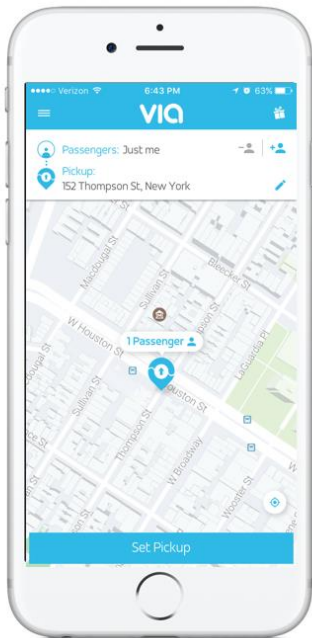 Verizon
6:43 PM
63%
VIA
Passengers: Just me
Pickup:
152 Thompson St, New York
Macdougal St
Sullivan St
Bleecker St
W Houston St
1 Passenger
LaGuardia Pl
Sullivan St
Thompson St
W Broadway
Wooster St
Set Pickup